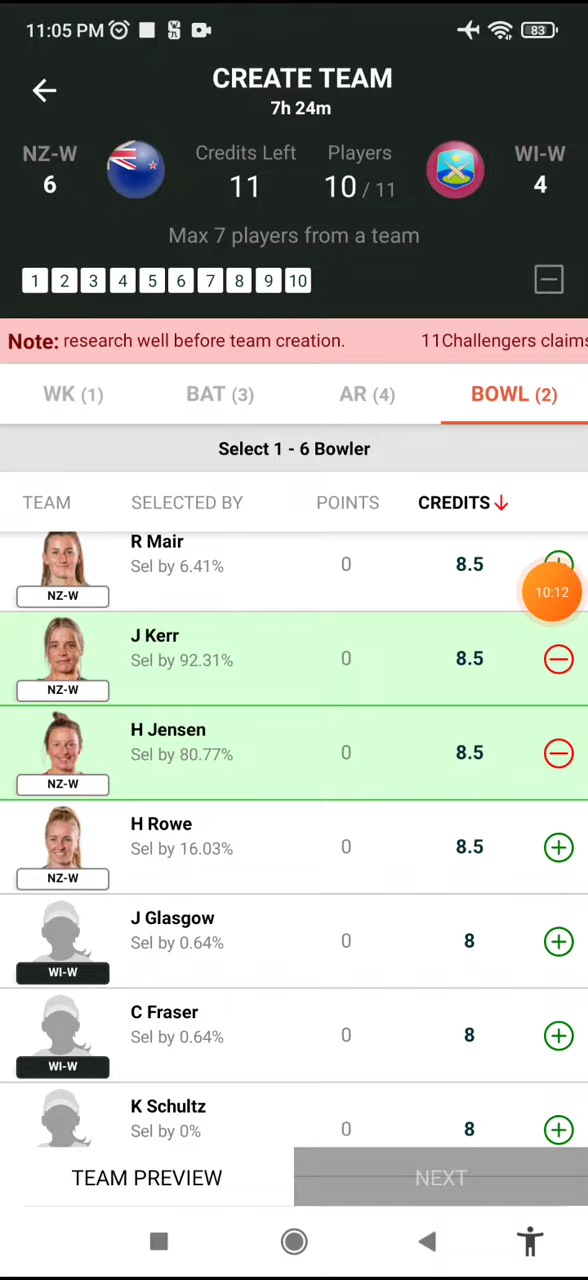 11:05 PM
83
CREATE TEAM
7h 24m
NZ-W
6
Credits Left
11
Players
10 / 11
WI-W
4
Max 7 players from a team
1 2 3 4 5 6 7 8 9 10
Note: research well before team creation. 11Challengers claims
WK (1) BAT (3) AR (4) BOWL (2)
Select 1 - 6 Bowler
TEAM SELECTED BY POINTS CREDITS
R Mair
Sel by 6.41% 0 8.5
NZ-W
10:12
J Kerr
Sel by 92.31% 0 8.5
NZ-W
H Jensen
Sel by 80.77% 0 8.5
NZ-W
H Rowe
Sel by 16.03% 0 8.5
NZ-W
J Glasgow
Sel by 0.64% 0 8
WI-W
C Fraser
Sel by 0.64% 0 8
WI-W
K Schultz
Sel by 0% 0 8
TEAM PREVIEW NEXT